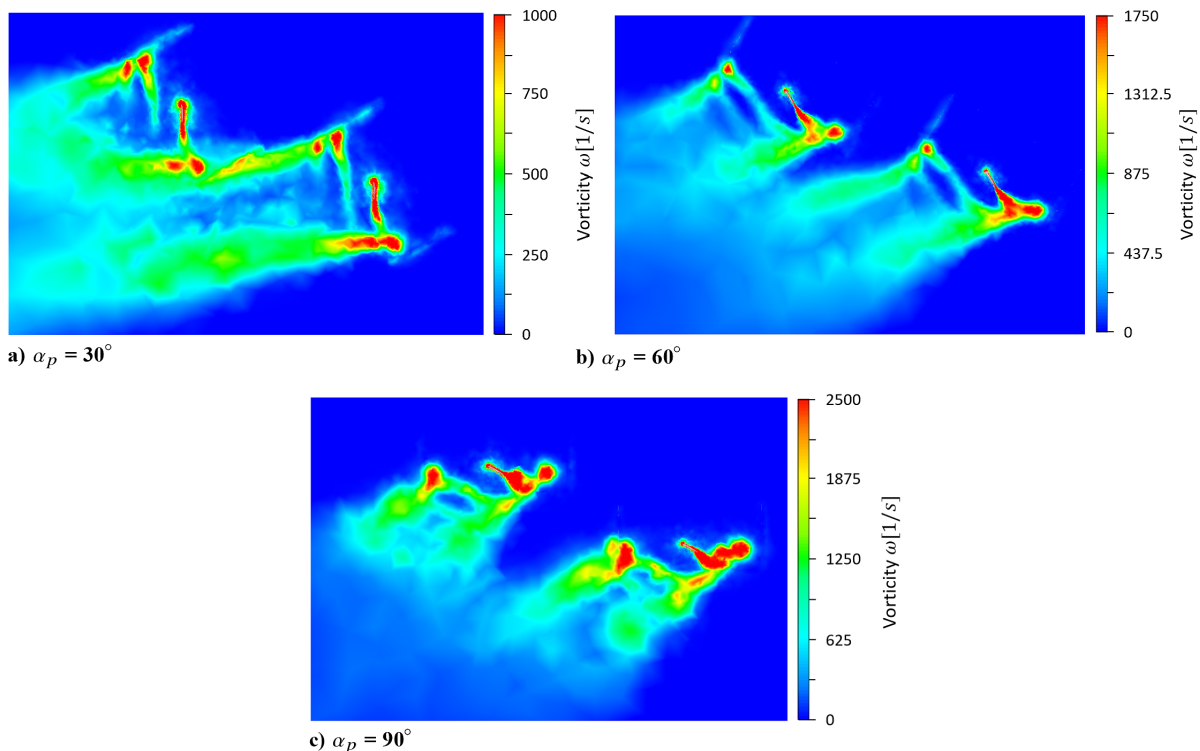 1000
750
500
250
0
Vorticity ω[1/s]
a) αp = 30°
1750
1312.5
875
437.5
0
Vorticity ω[1/s]
b) αp = 60°
2500
1875
1250
625
0
Vorticity ω[1/s]
c) αp = 90°